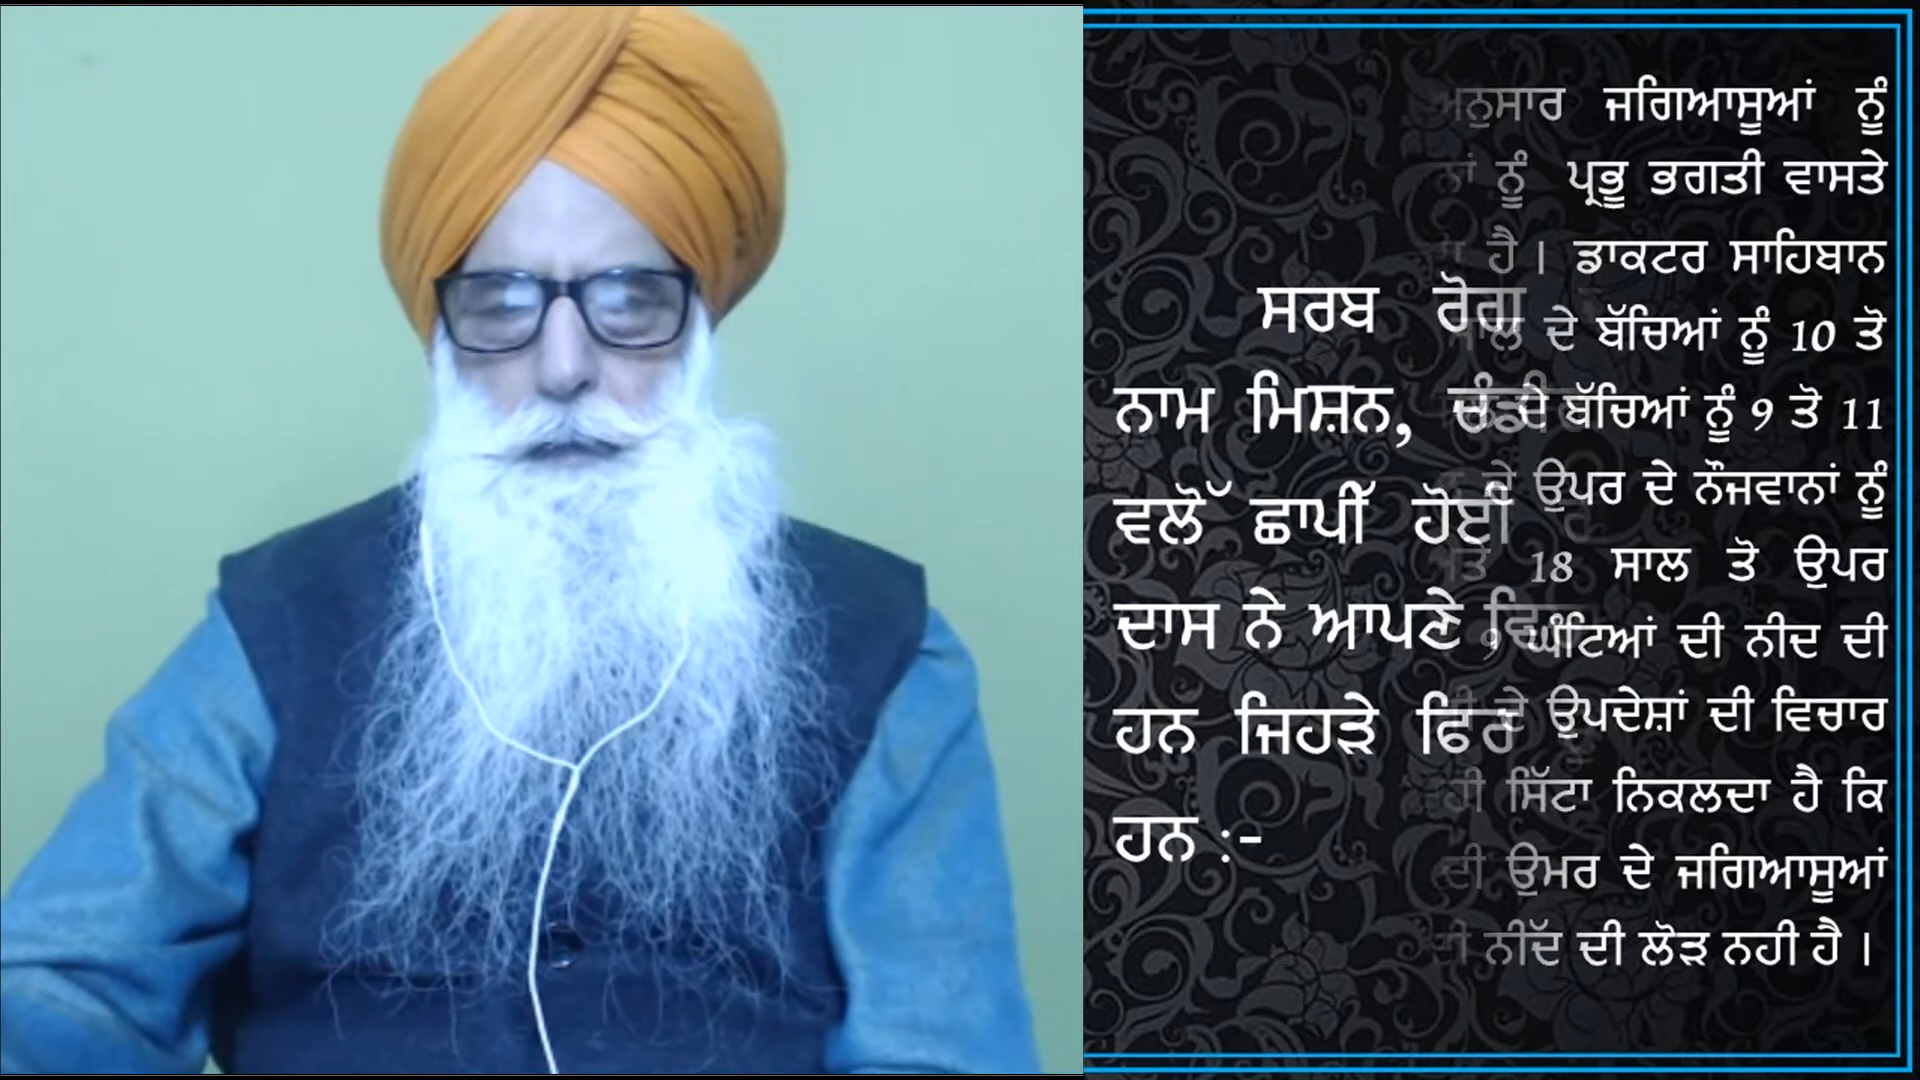 ਸਰਬ ਰੋਗ
ਨਾਮ ਮਿਸ਼ਨ,
ਵਲੋਂ ਛਾਪੀਂ ਹੋਈ
ਦਾਸ ਨੇ ਆਪਣੇ
ਹਨ ਜਿਹੜੇ ਫਿਰ
ਹਨ :-
ਜਗਿਆਸੂਆਂ ਨੂੰ
ਨੂੰ ਪ੍ਰਭੂ ਭਗਤੀ ਵਾਸਤੇ
ਹੈ। ਡਾਕਟਰ ਸਾਹਿਬਾਨ
ਦੇ ਬੱਚਿਆਂ ਨੂੰ 10 ਤੋ
ਦੇ ਬੱਚਿਆਂ ਨੂੰ 9 ਤੋ 11
ਉਪਰ ਦੇ ਨੌਜਵਾਨਾਂ ਨੂੰ
18 ਸਾਲ ਤੋ ਉਪਰ
9 ਘੰਟਿਆਂ ਦੀ ਨੀਦ ਦੀ
ਦੇ ਉਪਦੇਸ਼ਾਂ ਦੀ ਵਿਚਾਰ
ਸਿੱਟਾ ਨਿਕਲਦਾ ਹੈ ਕਿ
ਦੀ ਉਮਰ ਦੇ ਜਗਿਆਸੂਆਂ
ਨੀਂਦ ਦੀ ਲੋੜ ਨਹੀ ਹੈ।